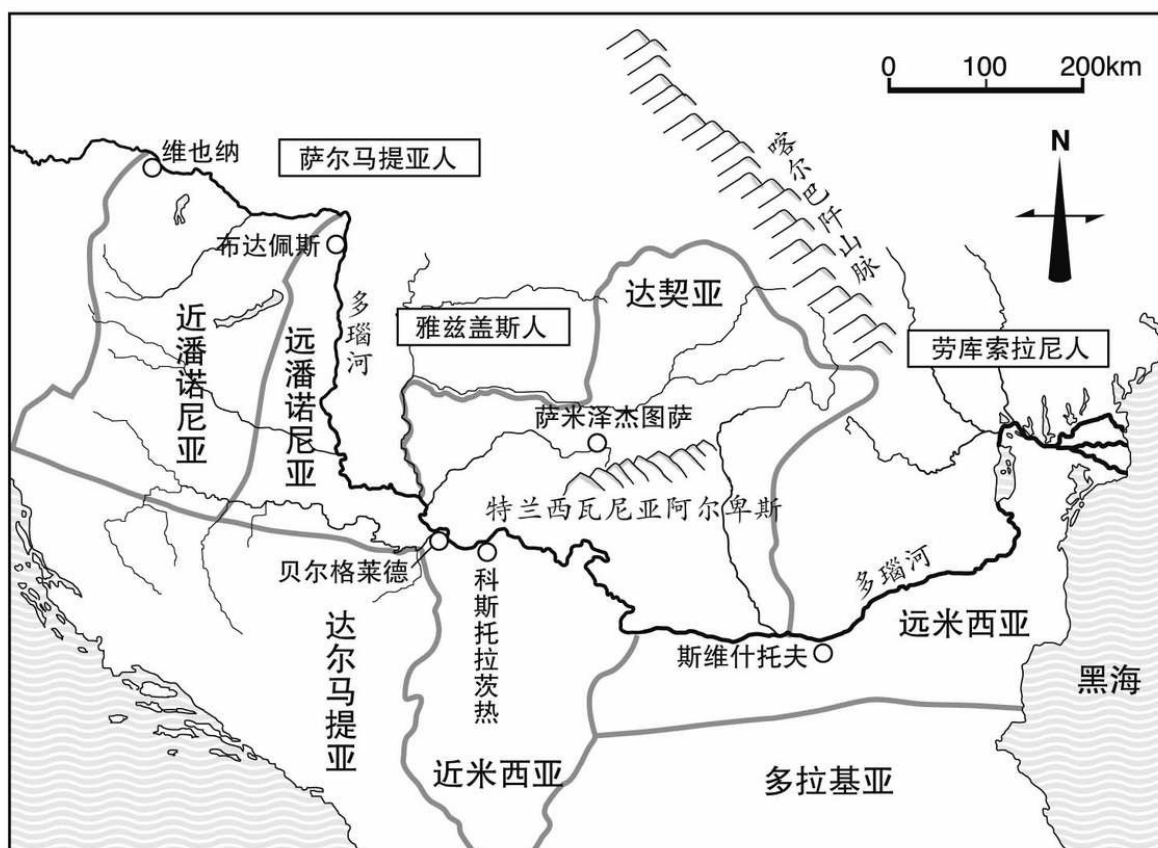 0 100 200km
N
喀尔巴阡山脉
维也纳
萨尔马提亚人
布达佩斯
多瑙河
达契亚
近潘诺尼亚
远潘诺尼亚
雅兹盖斯人
劳库索拉尼人
萨米泽杰图萨
特兰西瓦尼亚阿尔卑斯
贝尔格莱德
科斯托拉茨热
多瑙河
远米西亚
斯维什托夫
达尔马提亚
黑海
近米西亚
多拉基亚